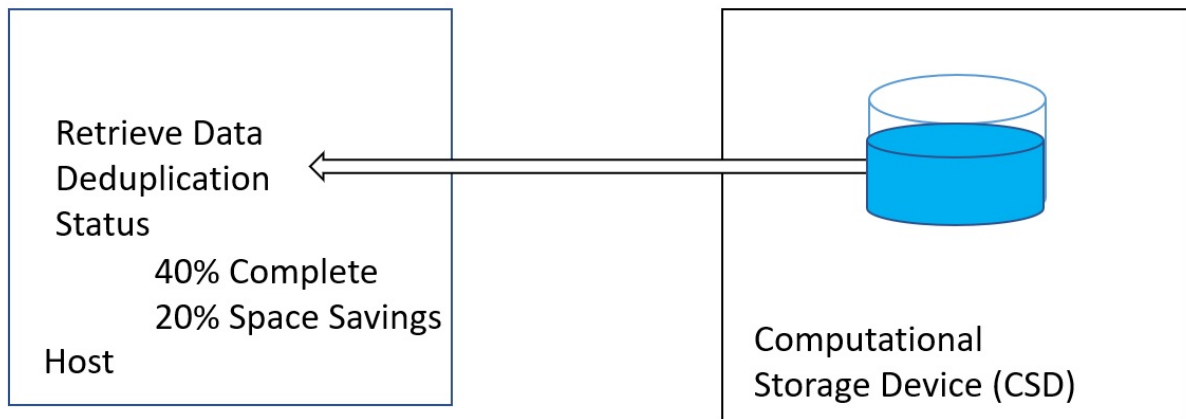 Retrieve Data
Deduplication
Status
40% Complete
20% Space Savings
Host
Computational
Storage Device (CSD)